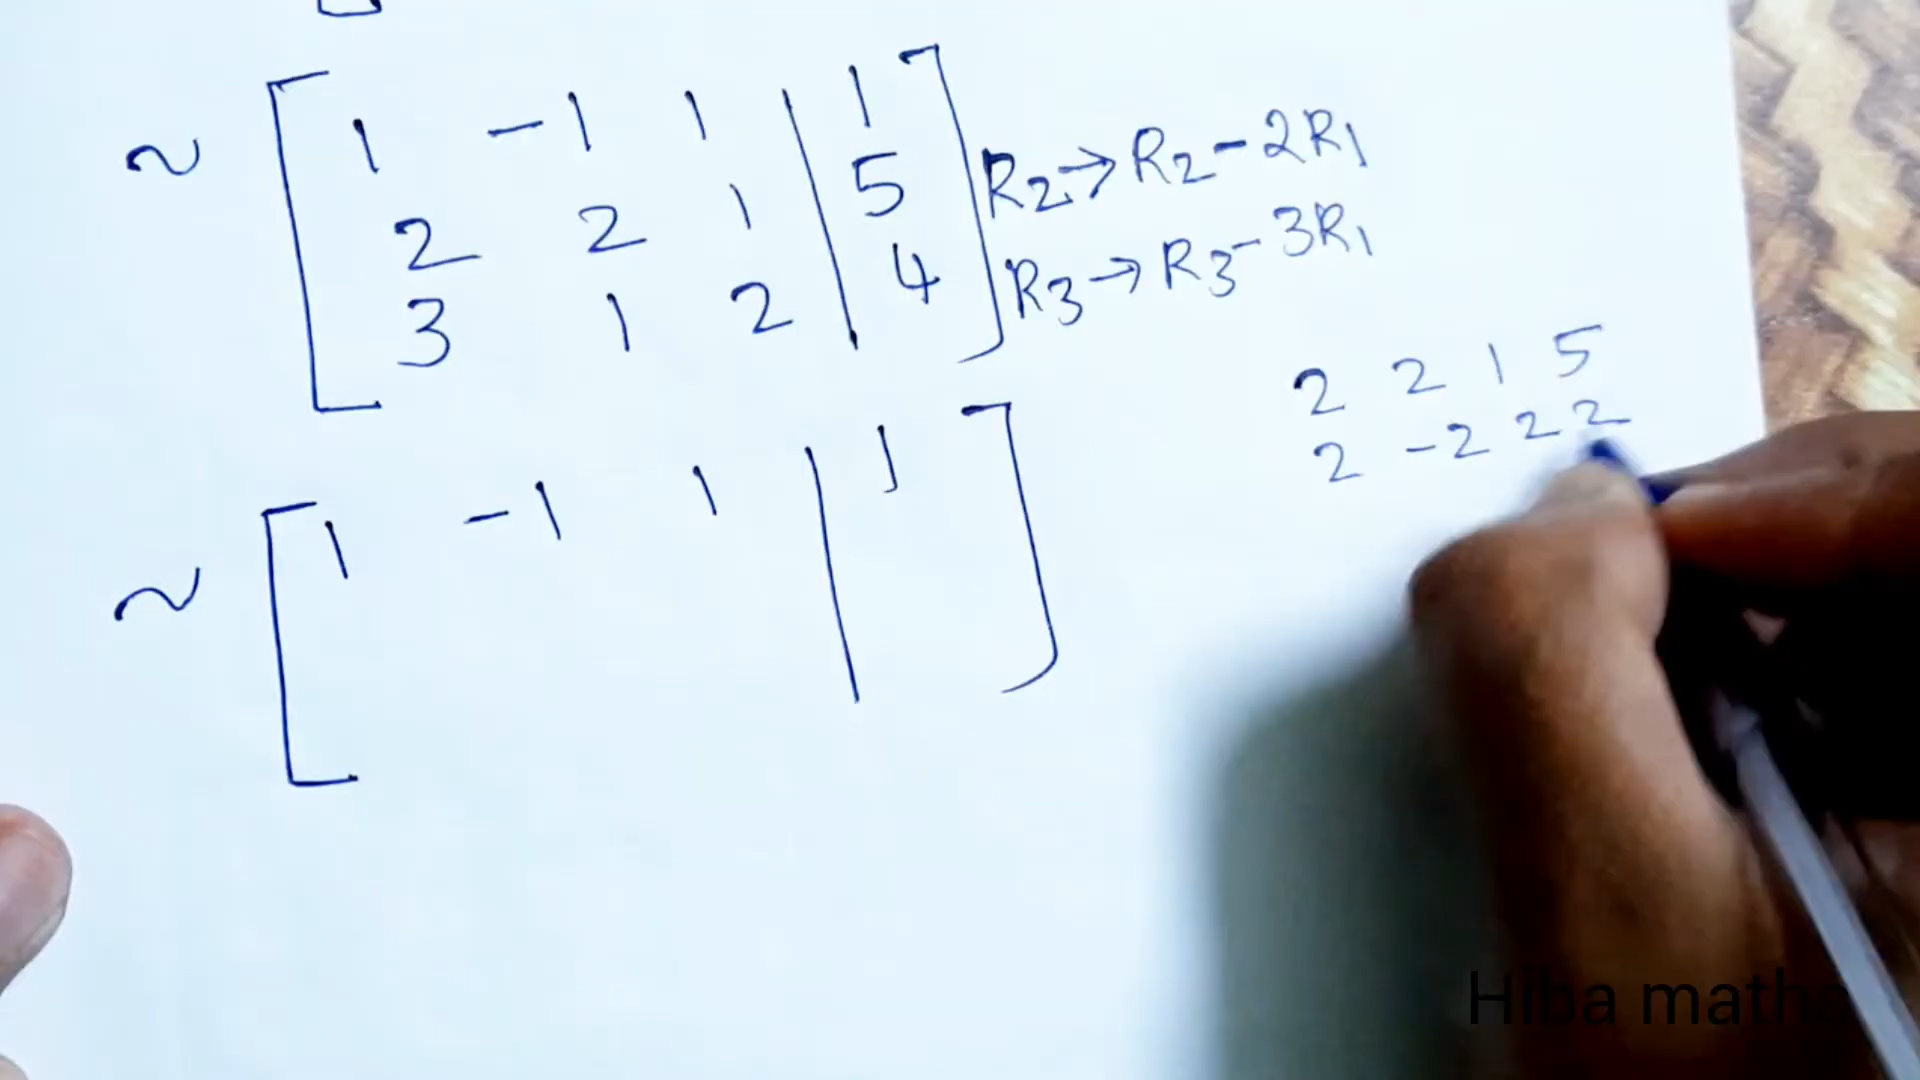 ~ [ 1 -1 1 | 1 ]
2 2 1 | 5 R2→R2-2R1
3 1 2 | 4 R3→R3-3R1
2 2 1 5
2 -2 2 2
~ [ 1 -1 1 | 1 ]
Hiba maths